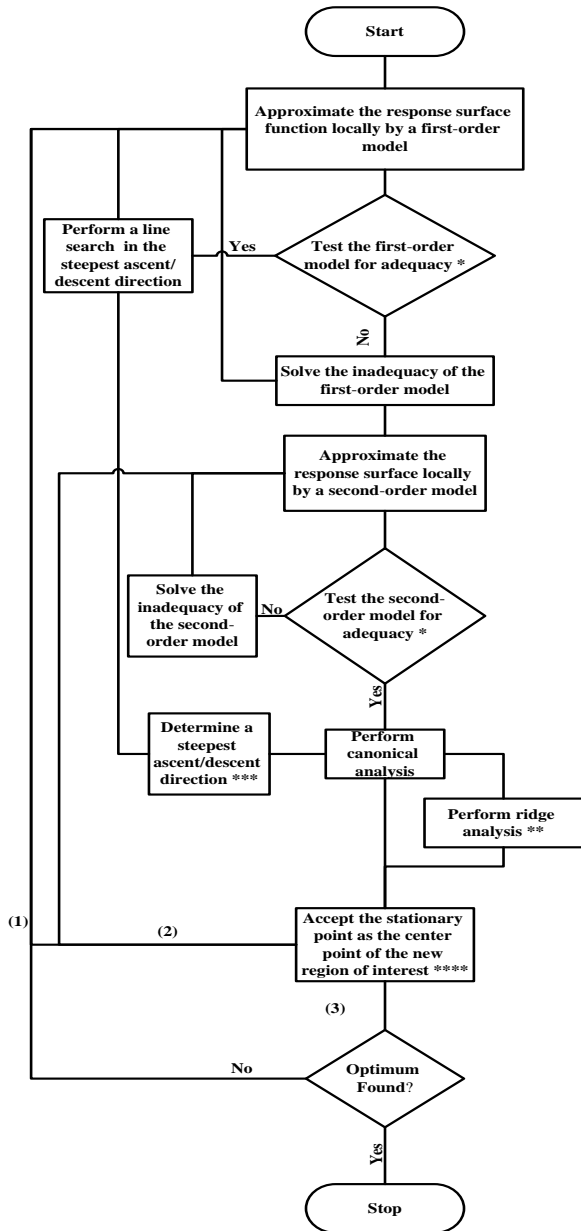 Start
Approximate the response surface
function locally by a first-order
model
Perform a line
search in the
steepest ascent/
descent direction
Yes
Test the first-order
model for adequacy *
No
Solve the inadequacy of the
first-order model
Approximate the
response surface locally
by a second-order model
Solve the
inadequacy of
the second-
order model
No
Test the second-
order model for
adequacy *
Yes
Determine a
steepest
ascent/descent
direction ***
Perform
canonical
analysis
Perform ridge
analysis **
(1)
(2)
Accept the stationary
point as the center
point of the new
region of interest ****
(3)
No
Optimum
Found?
Yes
Stop